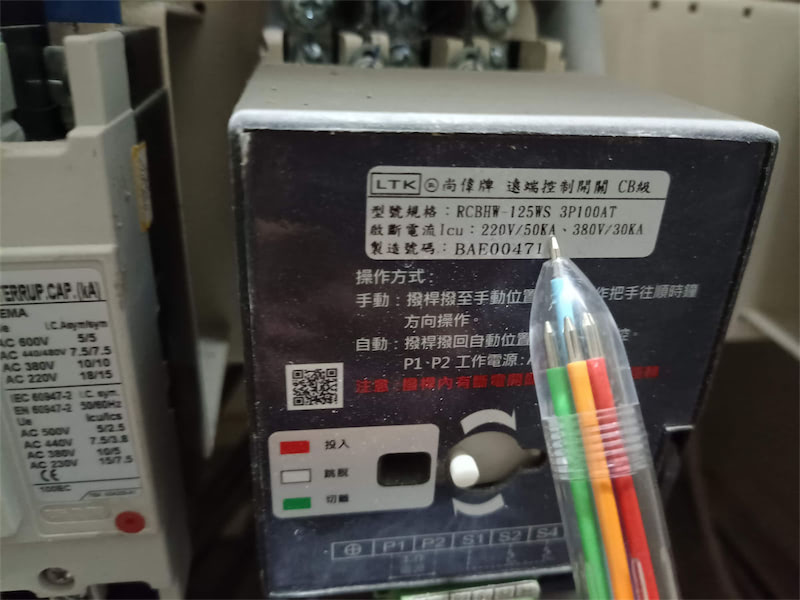 LTK 尚偉牌 遠端控制開關 CB級
型號規格：RCBHW-125WS 3P100AT
啟斷電流Icu：220V/50KA、380V/30KA
製造號碼：BAE00471
操作方式:
手動：撥桿撥至手動位置 作把手往順時鐘
方向操作。
自動：撥桿撥回自動位置 控。
P1、P2 工作電源:
注意：
投入
跳脫
切離
P1 P2 S1 S2 S4
TERRUP.CAP.(kA)
EMA
Ue I.C.Asym/sym
AC 600V 5/5
AC 440/480V 7.5/7.5
AC 380V 10/10
AC 220V 18/15
IEC 60947-2 I.C. sym.
EN 60947-2 50/60Hz
Ue Icu/Ics
AC 500V 5/2.5
AC 440V 7.5/3.8
AC 380V 10/5
AC 230V 15/7.5
CE